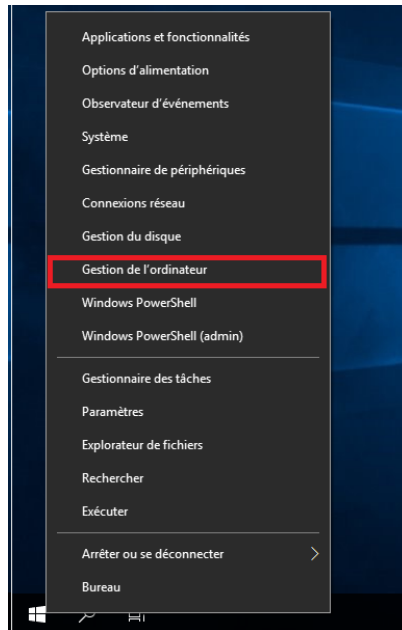 Applications et fonctionnalités
Options d'alimentation
Observateur d'événements
Système
Gestionnaire de périphériques
Connexions réseau
Gestion du disque
Gestion de l'ordinateur
Windows PowerShell
Windows PowerShell (admin)
Gestionnaire des tâches
Paramètres
Explorateur de fichiers
Rechercher
Exécuter
Arrêter ou se déconnecter
Bureau